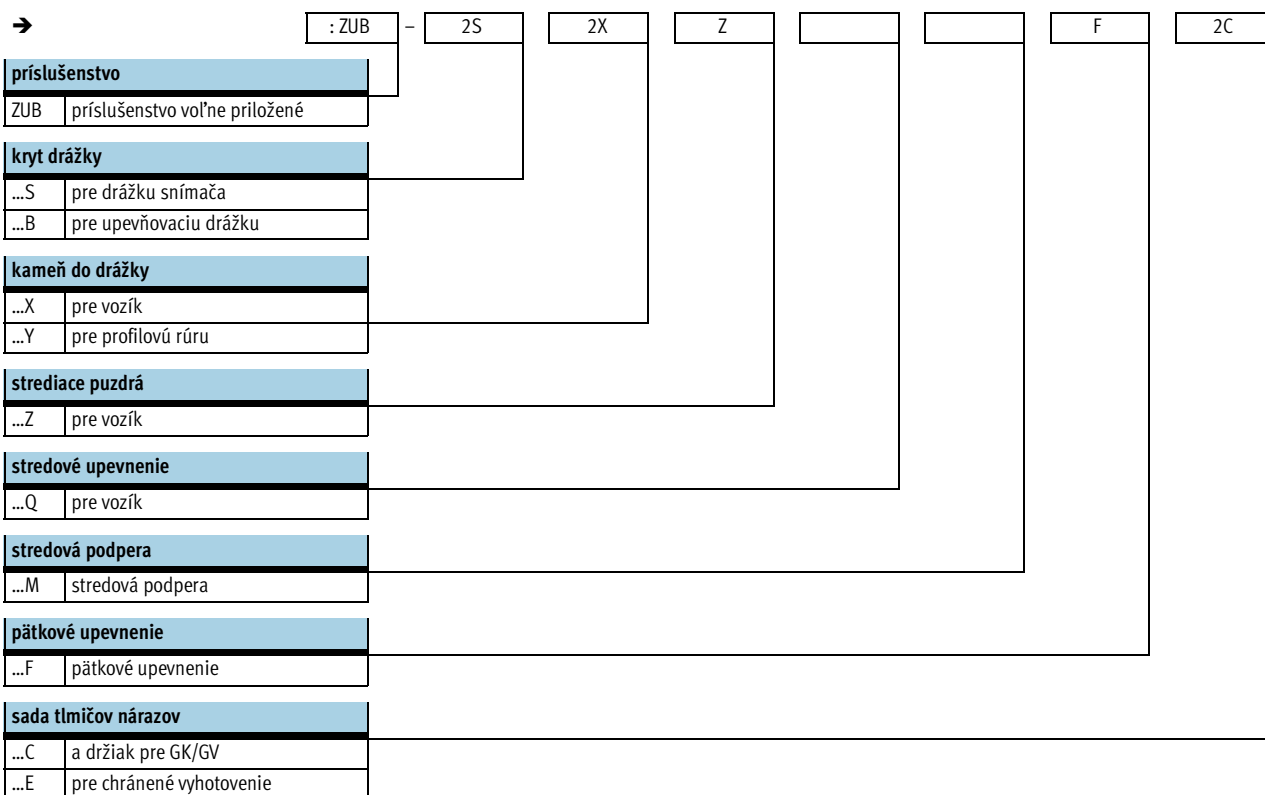 ➔ : ZUB – 2S 2X Z F 2C
príslušenstvo
ZUB príslušenstvo voľne priložené
kryt drážky
...S pre drážku snímača
...B pre upevňovaciu drážku
kameň do drážky
...X pre vozík
...Y pre profilovú rúru
strediace puzdrá
...Z pre vozík
stredové upevnenie
...Q pre vozík
stredová podpera
...M stredová podpera
pätkové upevnenie
...F pätkové upevnenie
sada tlmičov nárazov
...C a držiak pre GK/GV
...E pre chránené vyhotovenie